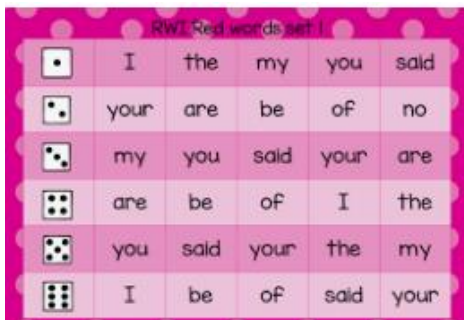 RWI Red words set 1
I the my you said
your are be of no
my you said your are
are be of I the
you said your the my
I be of said your